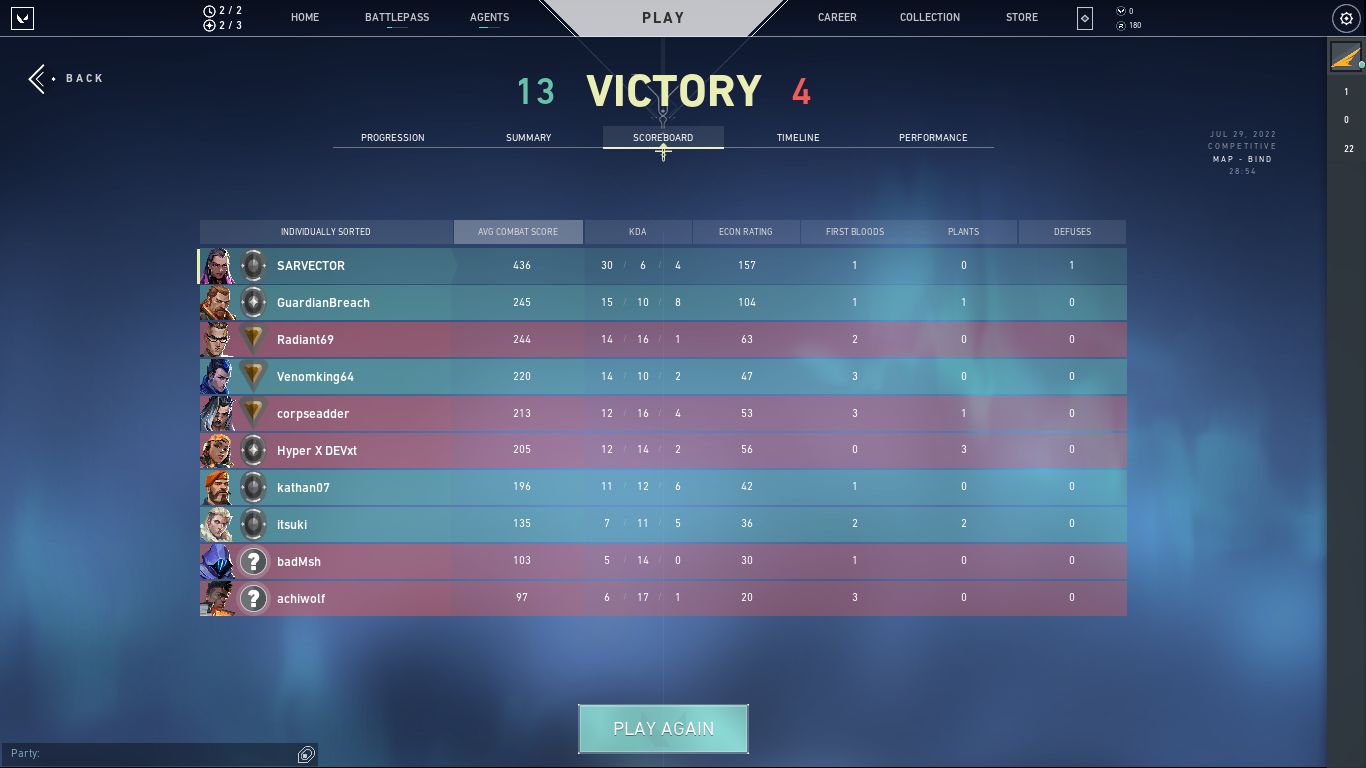 2 / 2
2 / 3
HOME BATTLEPASS AGENTS PLAY CAREER COLLECTION STORE
0
180
BACK
13 VICTORY 4
PROGRESSION SUMMARY SCOREBOARD TIMELINE PERFORMANCE
JUL 29, 2022
COMPETITIVE
MAP - BIND
28:54
1
0
22
INDIVIDUALLY SORTED AVG COMBAT SCORE KDA ECON RATING FIRST BLOODS PLANTS DEFUSES
SARVECTOR 436 30 / 6 / 4 157 1 0 1
GuardianBreach 245 15 / 10 / 8 104 1 1 0
Radiant69 244 14 / 16 / 1 63 2 0 0
Venomking64 220 14 / 10 / 2 47 3 0 0
corpseadder 213 12 / 16 / 4 53 3 1 0
Hyper X DEVxt 205 12 / 14 / 2 56 0 3 0
kathan07 196 11 / 12 / 6 42 1 0 0
itsuki 135 7 / 11 / 5 36 2 2 0
? badMsh 103 5 / 14 / 0 30 1 0 0
? achiwolf 97 6 / 17 / 1 20 3 0 0
PLAY AGAIN
Party: